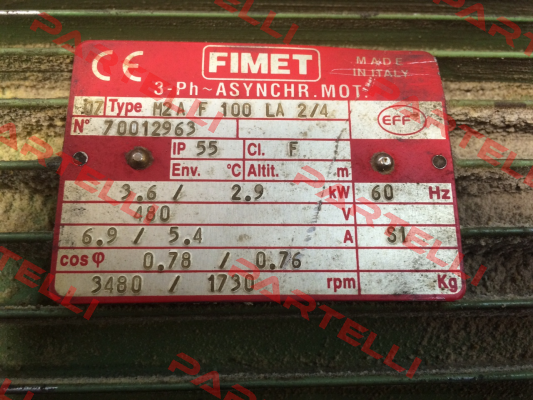 CE FIMET MADE IN ITALY
3-Ph~ASYNCHR.MOT.
07 Type M2A F 100 LA 2/4
N° 70012963 EFF
IP 55 Cl. F
Env. °C Altit. m
3.6 / 2.9 /kW 60 Hz
480 V
6.9 / 5.4 A S1
cosφ 0.78 / 0.76
3480 / 1730 rpm Kg
PARTELLI